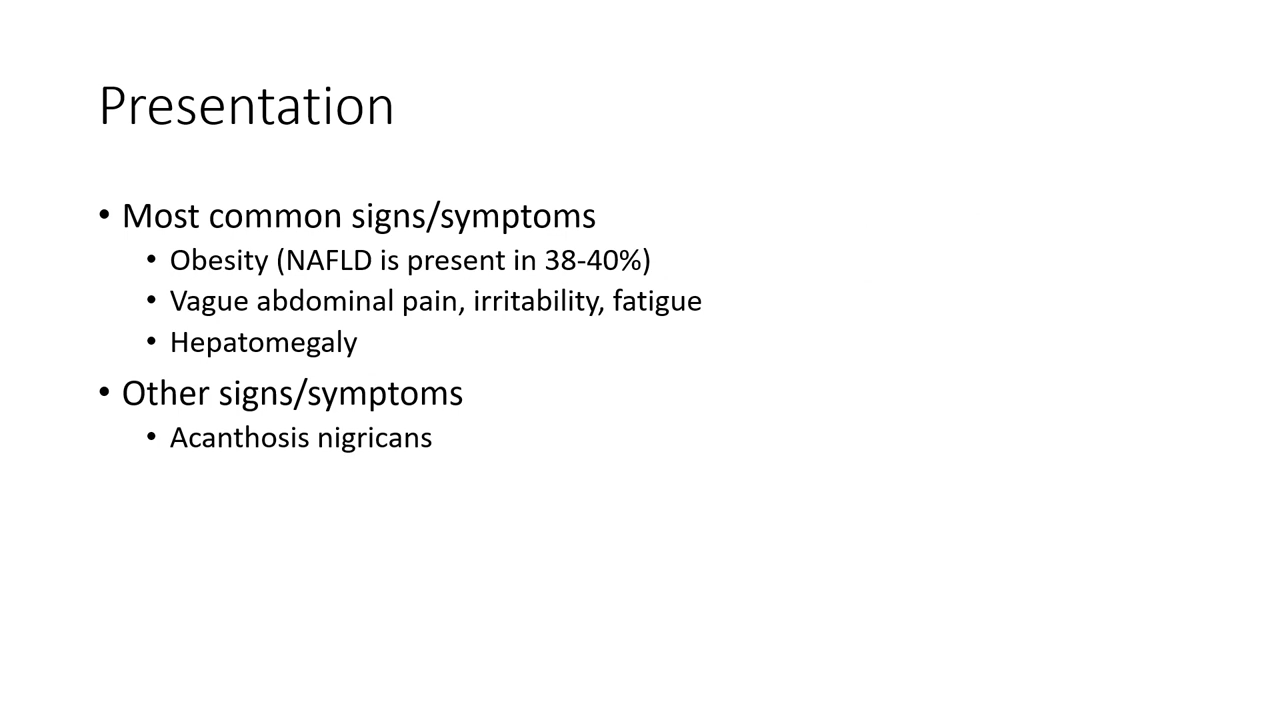 Presentation
• Most common signs/symptoms
• Obesity (NAFLD is present in 38-40%)
• Vague abdominal pain, irritability, fatigue
• Hepatomegaly
• Other signs/symptoms
• Acanthosis nigricans